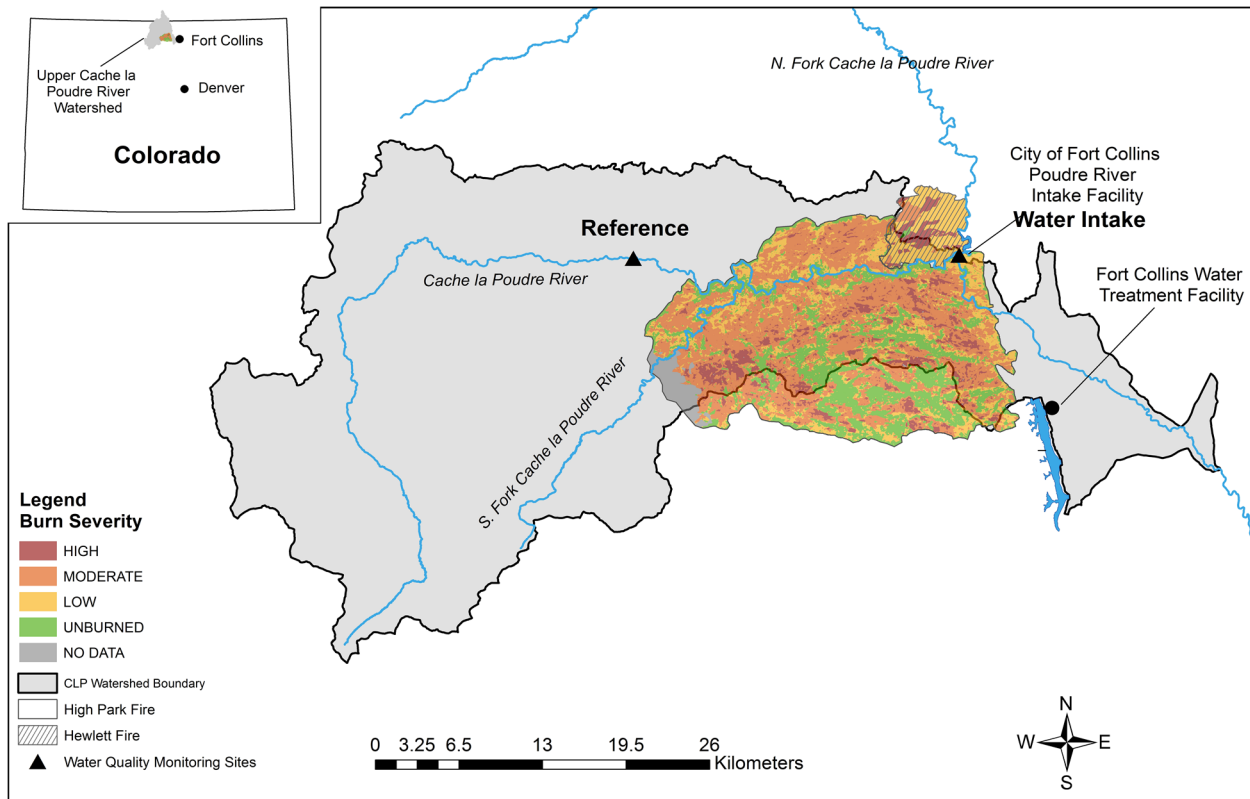 Fort Collins
Upper Cache la
Poudre River
Watershed
Denver
Colorado
N. Fork Cache la Poudre River
City of Fort Collins
Poudre River
Intake Facility
Water Intake
Reference
Cache la Poudre River
Fort Collins Water
Treatment Facility
S. Fork Cache la Poudre River
Legend
Burn Severity
HIGH
MODERATE
LOW
UNBURNED
NO DATA
CLP Watershed Boundary
High Park Fire
Hewlett Fire
Water Quality Monitoring Sites
0 3.25 6.5 13 19.5 26
Kilometers
N
W E
S